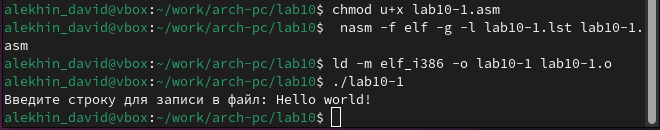 alekhin_david@vbox:~/work/arch-pc/lab10$ chmod u+x lab10-1.asm
alekhin_david@vbox:~/work/arch-pc/lab10$  nasm -f elf -g -l lab10-1.lst lab10-1.
asm
alekhin_david@vbox:~/work/arch-pc/lab10$ ld -m elf_i386 -o lab10-1 lab10-1.o
alekhin_david@vbox:~/work/arch-pc/lab10$ ./lab10-1
Введите строку для записи в файл: Hello world!
alekhin_david@vbox:~/work/arch-pc/lab10$